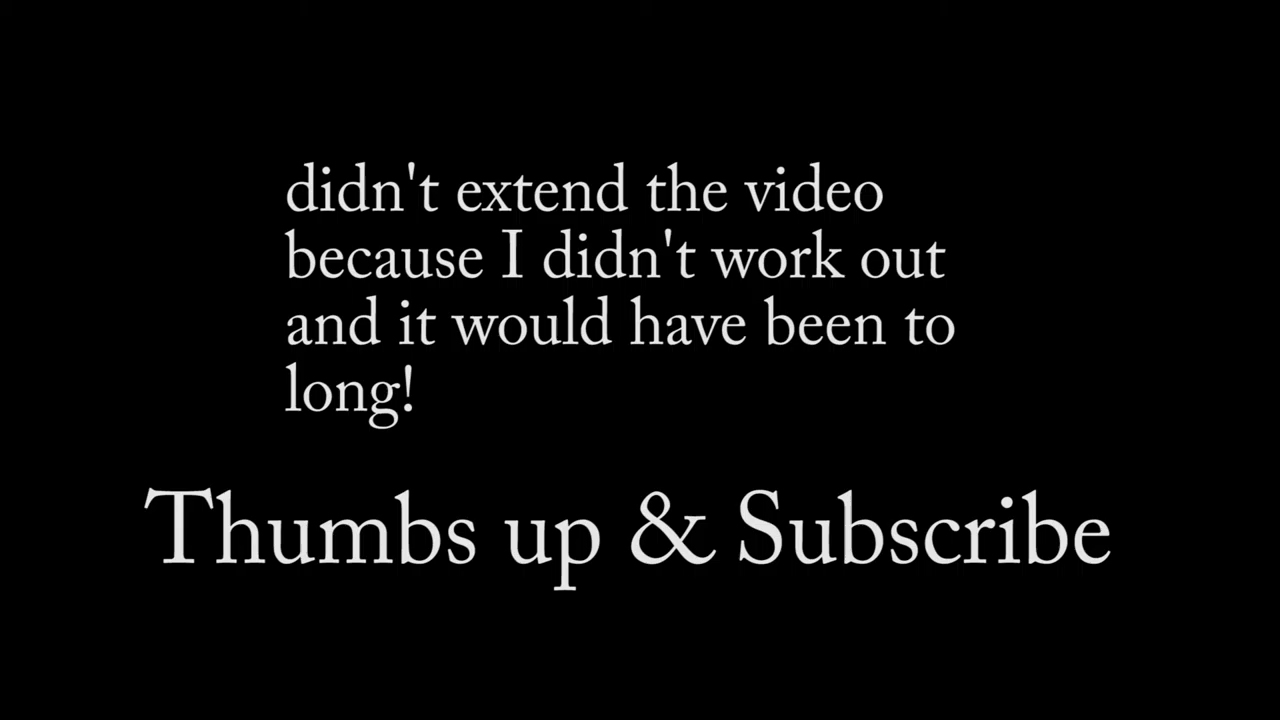 didn't extend the video
because I didn't work out
and it would have been to
long!
Thumbs up & Subscribe